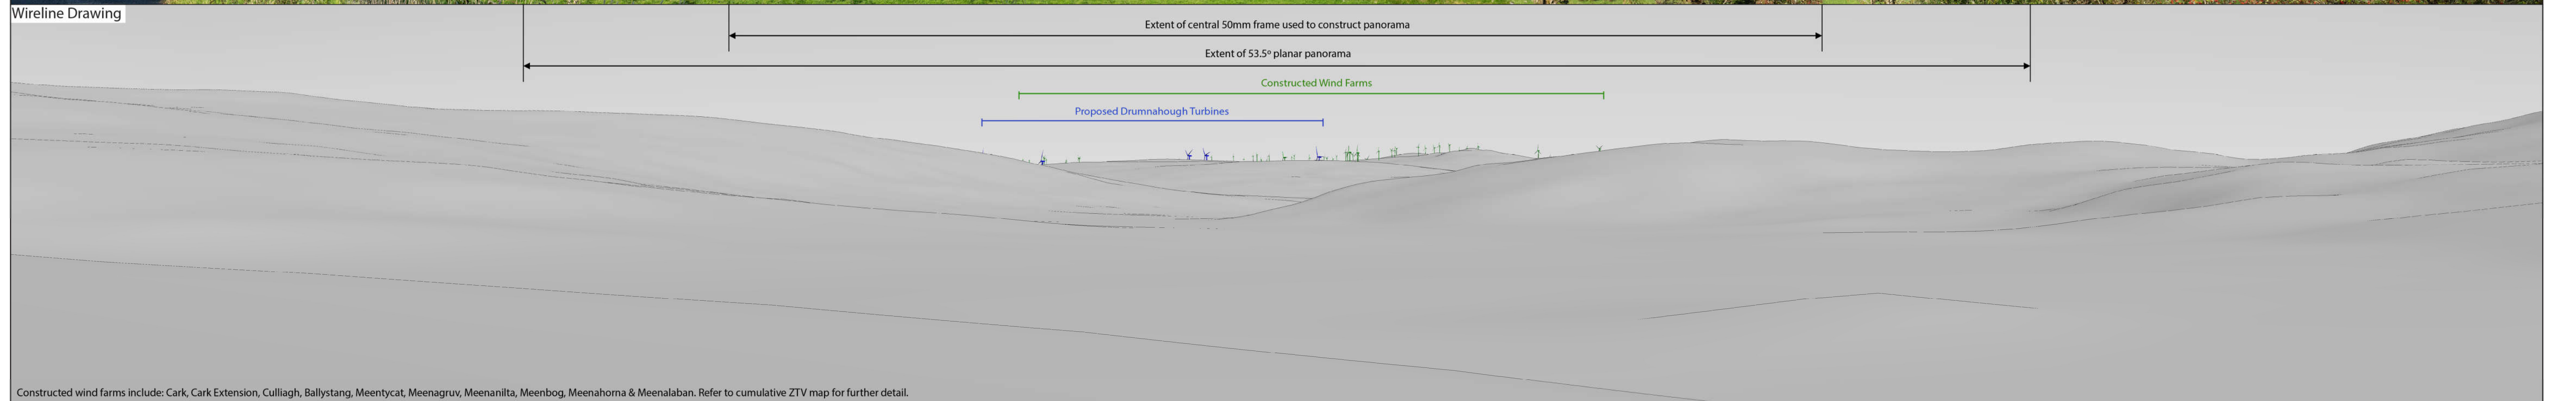 Wireline Drawing
Extent of central 50mm frame used to construct panorama
Extent of 53.5º planar panorama
Constructed Wind Farms
Proposed Drumnahough Turbines
Constructed wind farms include: Cark, Cark Extension, Culliagh, Ballystang, Meentycat, Meenagruv, Meenanilta, Meenbog, Meenahorna & Meenalaban. Refer to cumulative ZTV map for further detail.